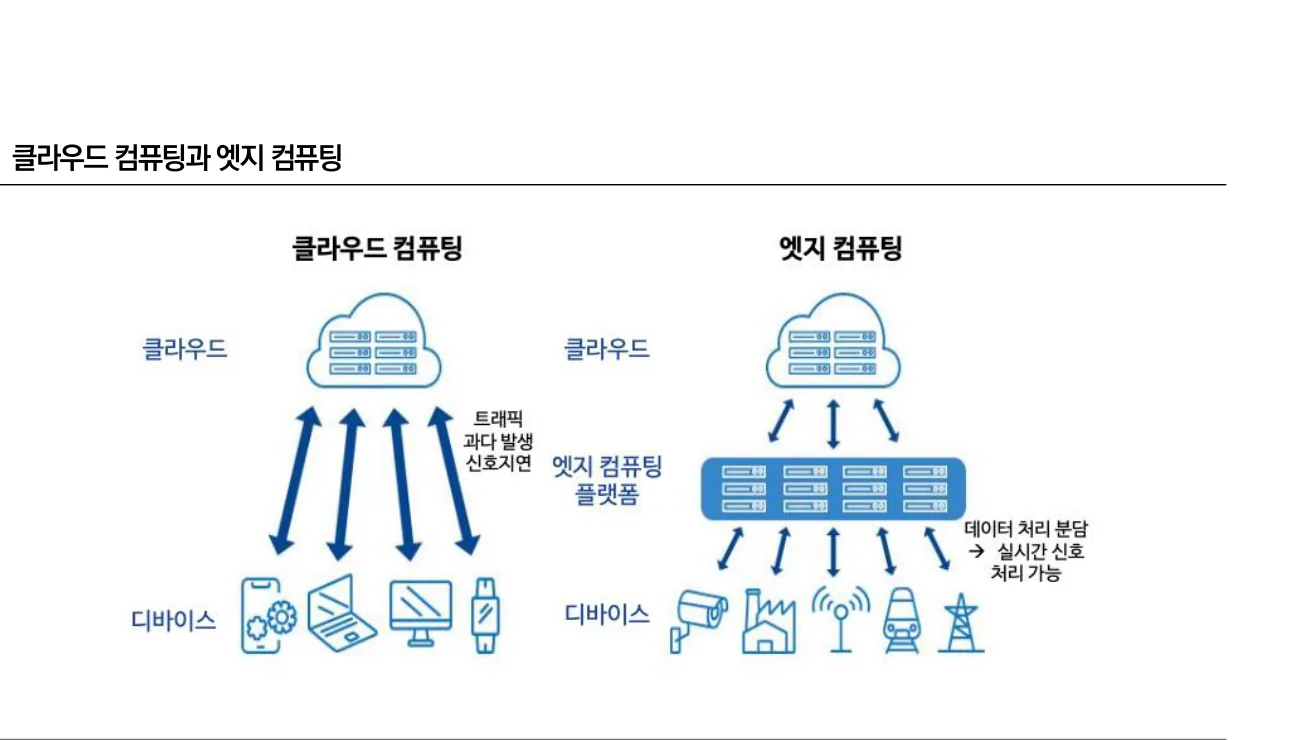 클라우드 컴퓨팅과 엣지 컴퓨팅
클라우드 컴퓨팅
클라우드
트래픽
과다 발생
신호지연
디바이스
엣지 컴퓨팅
클라우드
엣지 컴퓨팅
플랫폼
데이터 처리 분담
→ 실시간 신호
처리 가능
디바이스